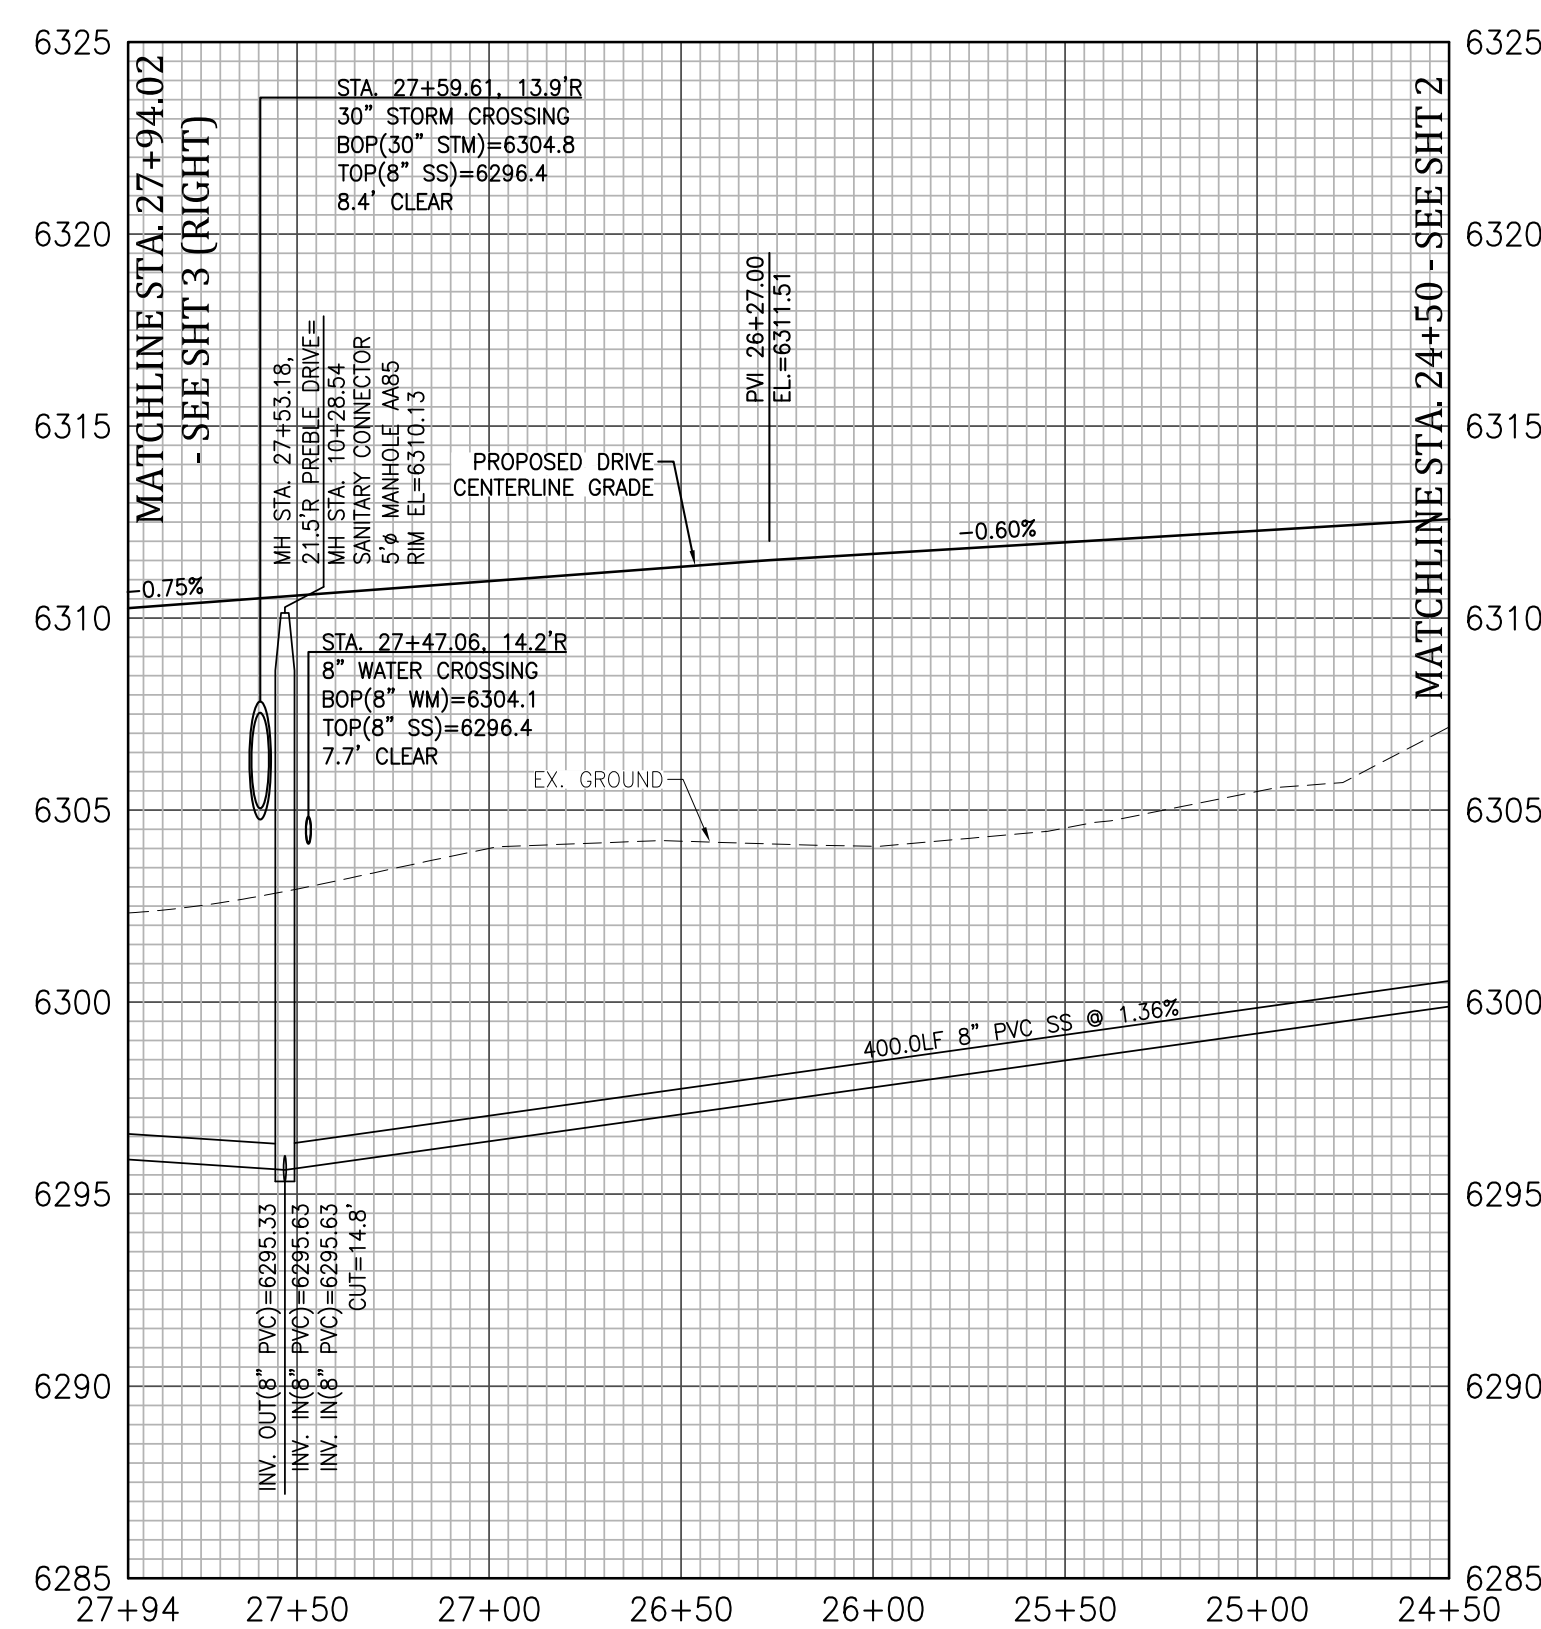 6325
6320
6315
6310
6305
6300
6295
6290
6285
MATCHLINE STA. 27+94.02
- SEE SHT 3 (RIGHT)
STA. 27+59.61, 13.9'R
30" STORM CROSSING
BOP(30" STM)=6304.8
TOP(8" SS)=6296.4
8.4' CLEAR
MH STA. 27+53.18,
21.5'R PREBLE DRIVE=
MH STA. 10+28.54
SANITARY CONNECTOR
5'ø MANHOLE AA85
RIM EL=6310.13
PVI 26+27.00
EL.=6311.51
PROPOSED DRIVE
CENTERLINE GRADE
-0.60%
-0.75%
STA. 27+47.06, 14.2'R
8" WATER CROSSING
BOP(8" WM)=6304.1
TOP(8" SS)=6296.4
7.7' CLEAR
EX. GROUND
400.0LF 8" PVC SS @ 1.36%
INV. OUT(8" PVC)=6295.33
INV. IN(8" PVC)=6295.63
INV. IN(8" PVC)=6295.63
CUT=14.8'
MATCHLINE STA. 24+50 - SEE SHT 2
6325
6320
6315
6310
6305
6300
6295
6290
6285
27+94 27+50 27+00 26+50 26+00 25+50 25+00 24+50